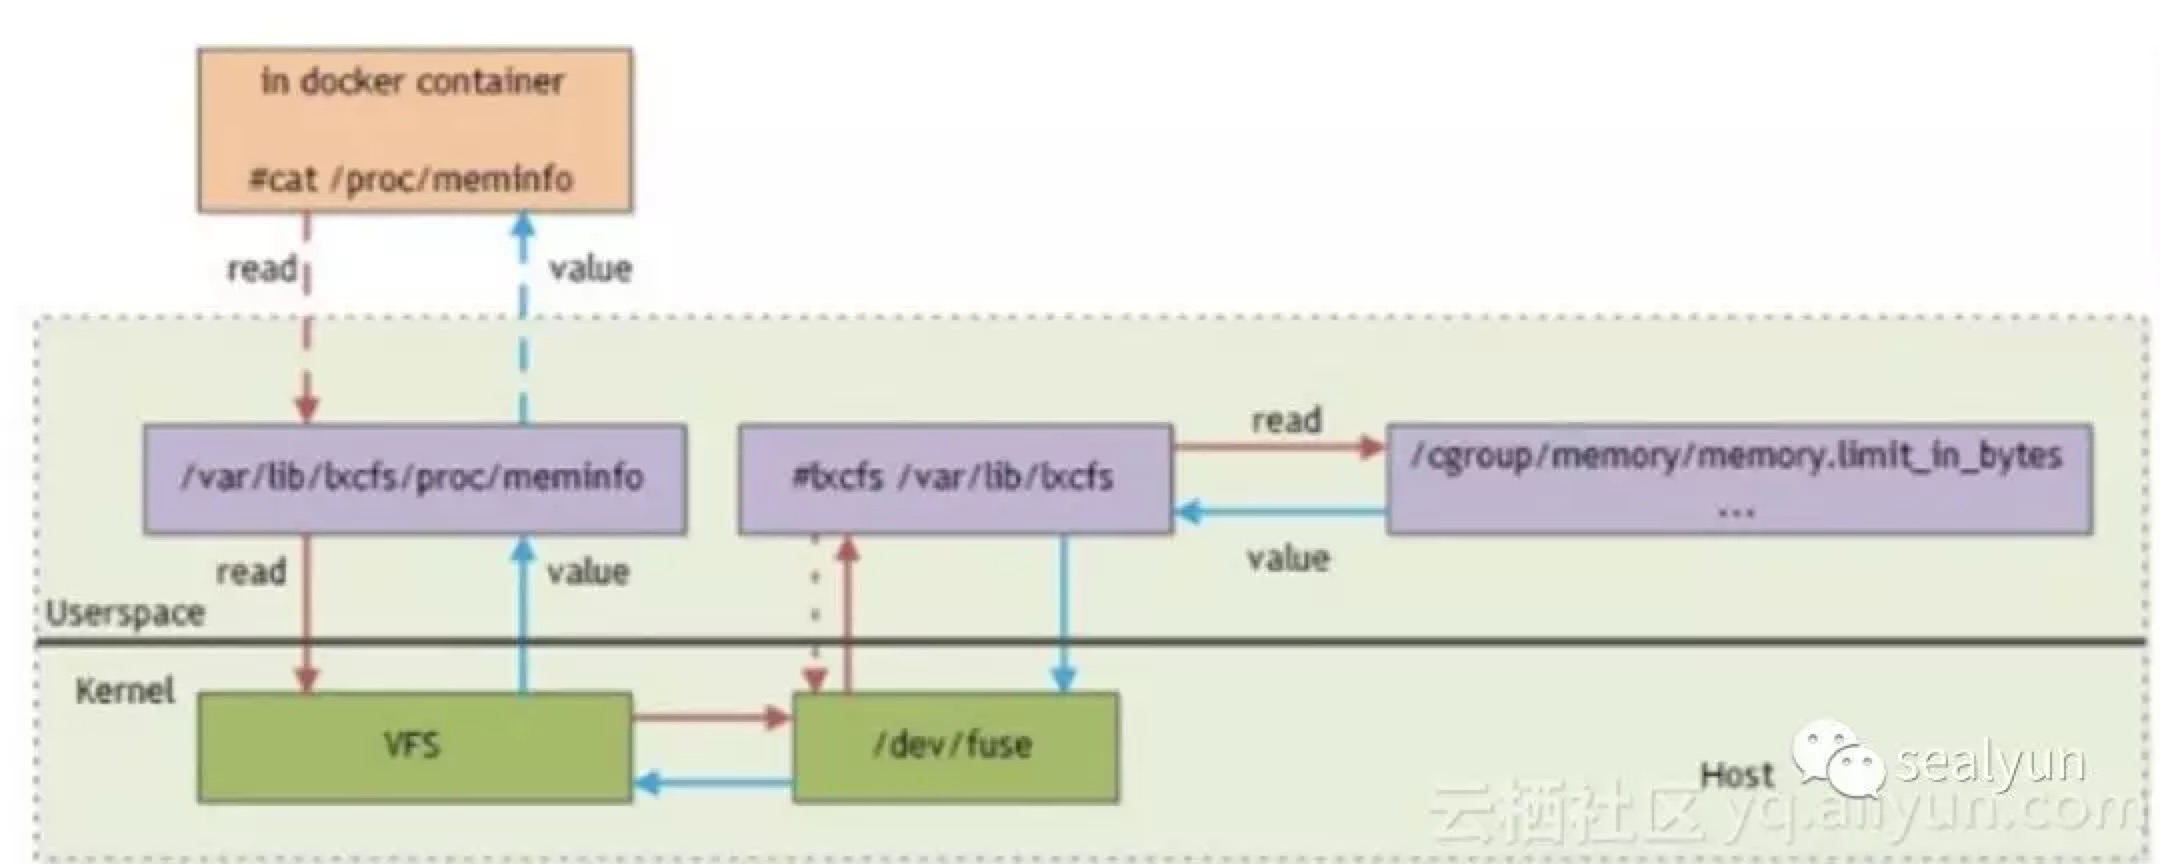 in docker container
#cat /proc/meminfo
read
value
/var/lib/lxcfs/proc/meminfo
#lxcfs /var/lib/lxcfs
read
/cgroup/memory/memory.limit_in_bytes
...
value
read
value
Userspace
Kernel
VFS
/dev/fuse
Host
sealyun
云栖社区 yq.aliyun.com